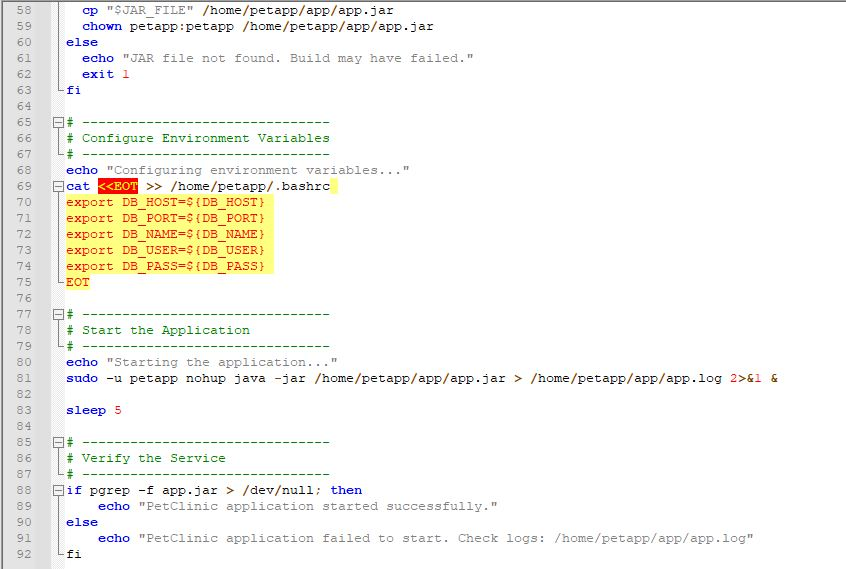 58 cp "$JAR_FILE" /home/petapp/app/app.jar
59 chown petapp:petapp /home/petapp/app/app.jar
60 else
61 echo "JAR file not found. Build may have failed."
62 exit 1
63 fi
64
65 # -------------------------------
66 # Configure Environment Variables
67 # -------------------------------
68 echo "Configuring environment variables..."
69 cat <<EOT >> /home/petapp/.bashrc
70 export DB_HOST=${DB_HOST}
71 export DB_PORT=${DB_PORT}
72 export DB_NAME=${DB_NAME}
73 export DB_USER=${DB_USER}
74 export DB_PASS=${DB_PASS}
75 EOT
76
77 # -------------------------------
78 # Start the Application
79 # -------------------------------
80 echo "Starting the application..."
81 sudo -u petapp nohup java -jar /home/petapp/app/app.jar > /home/petapp/app/app.log 2>&1 &
82
83 sleep 5
84
85 # -------------------------------
86 # Verify the Service
87 # -------------------------------
88 if pgrep -f app.jar > /dev/null; then
89 echo "PetClinic application started successfully."
90 else
91 echo "PetClinic application failed to start. Check logs: /home/petapp/app/app.log"
92 fi